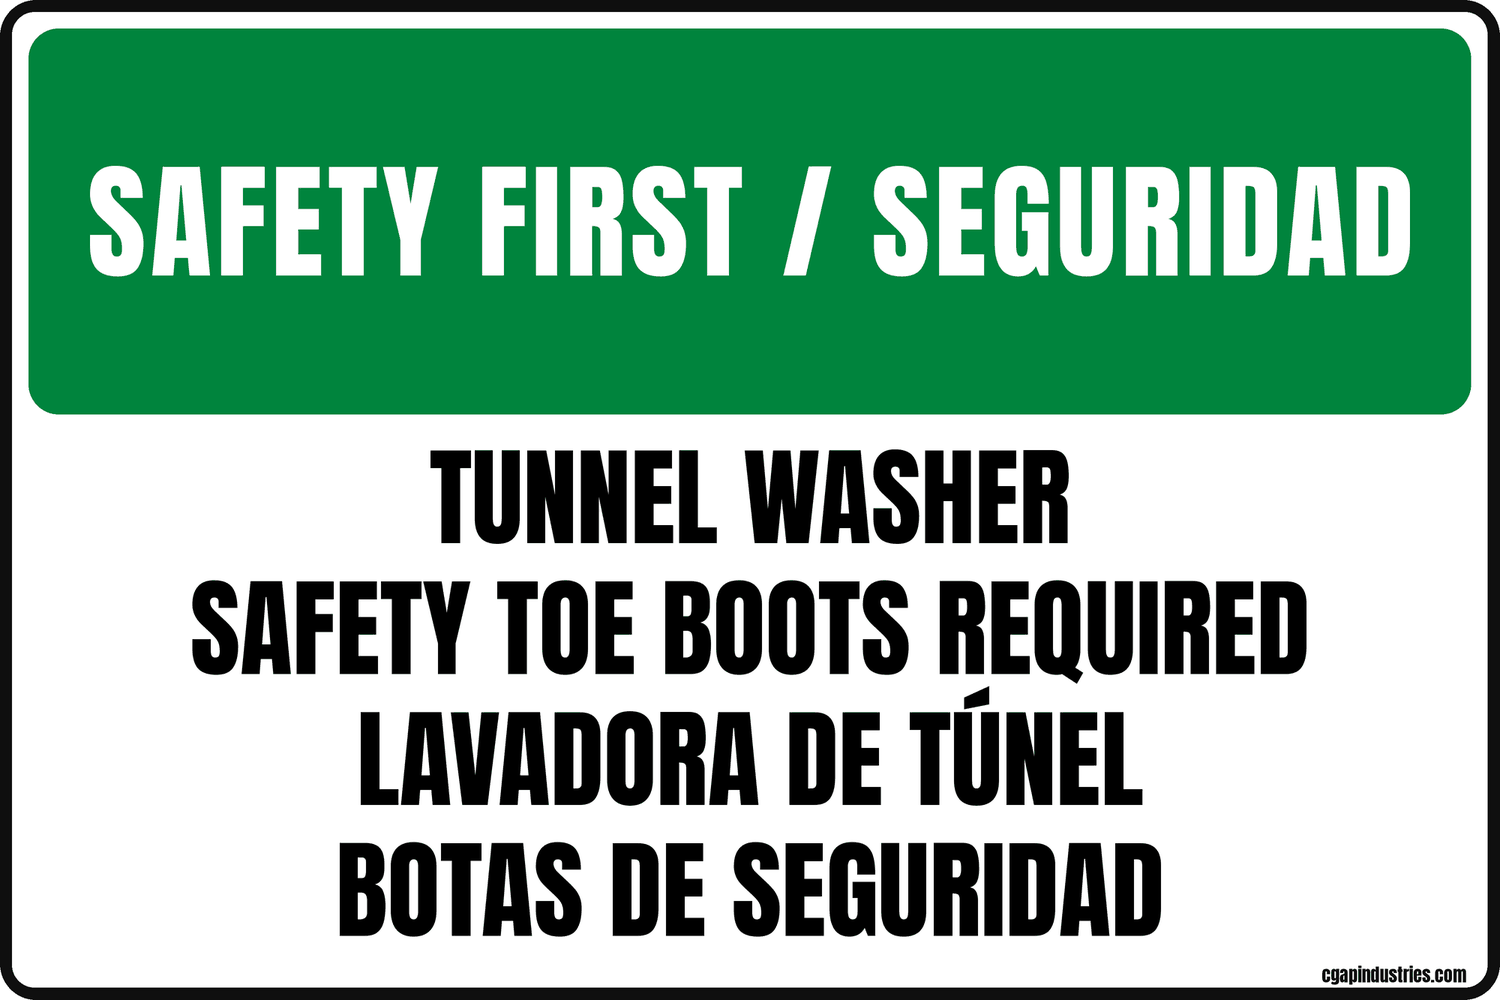 SAFETY FIRST / SEGURIDAD
TUNNEL WASHER
SAFETY TOE BOOTS REQUIRED
LAVADORA DE TÚNEL
BOTAS DE SEGURIDAD
cgapindustries.com